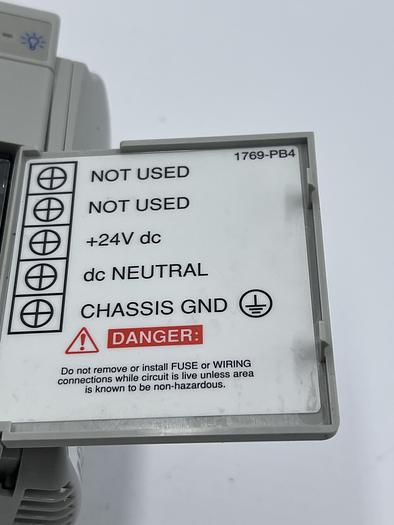 1769-PB4
NOT USED
NOT USED
+24V dc
dc NEUTRAL
CHASSIS GND
DANGER:
Do not remove or install FUSE or WIRING
connections while circuit is live unless area
is known to be non-hazardous.